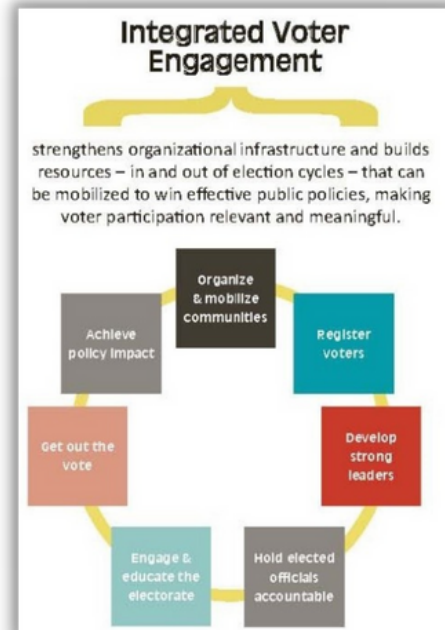 Integrated Voter
Engagement
strengthens organizational infrastructure and builds
resources – in and out of election cycles – that can
be mobilized to win effective public policies, making
voter participation relevant and meaningful.
Organize
& mobilize
communities
Register
voters
Develop
strong
leaders
Hold elected
officials
accountable
Engage &
educate the
electorate
Get out the
vote
Achieve
policy impact